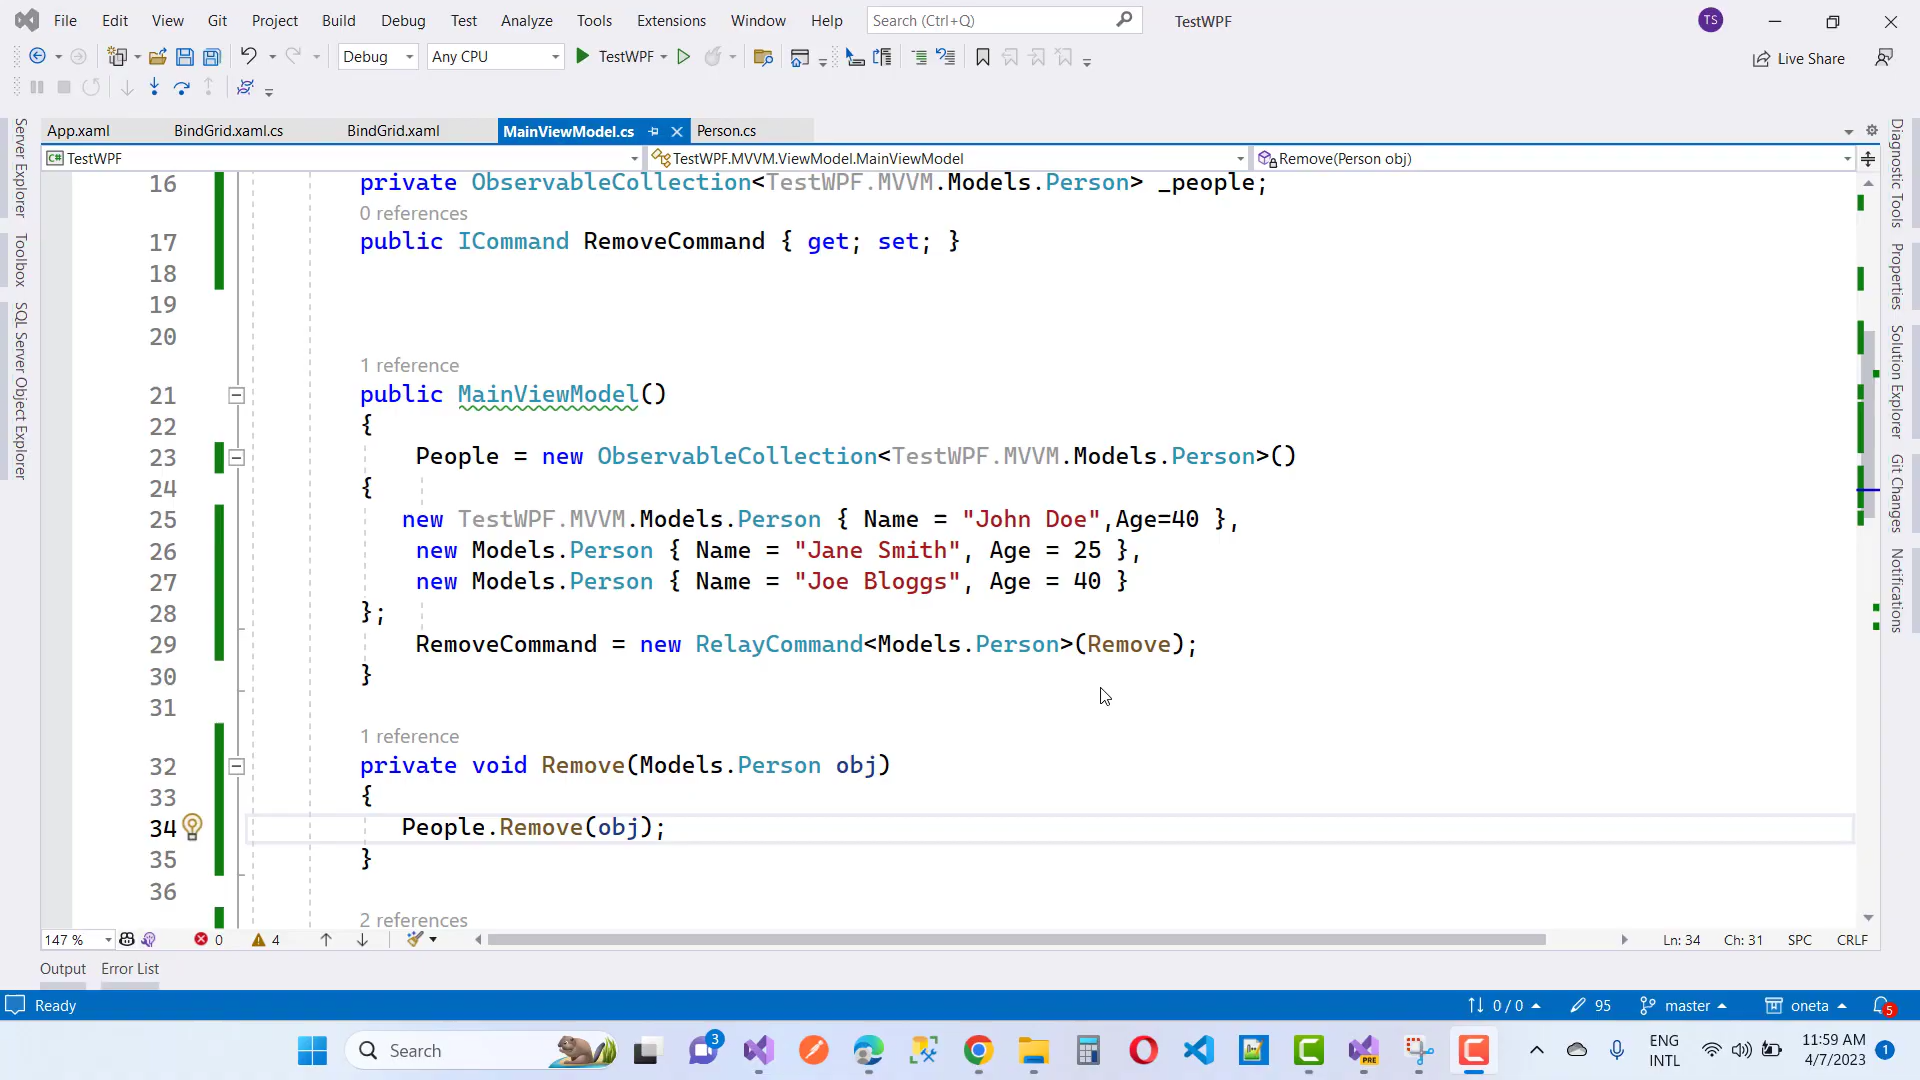 File Edit View Git Project Build Debug Test Analyze Tools Extensions Window Help Search (Ctrl+Q) TestWPF TS
Debug Any CPU TestWPF Live Share
App.xaml BindGrid.xaml.cs BindGrid.xaml MainViewModel.cs Person.cs
TestWPF TestWPF.MVVM.ViewModel.MainViewModel Remove(Person obj)
16 private ObservableCollection<TestWPF.MVVM.Models.Person> _people;
0 references
17 public ICommand RemoveCommand { get; set; }
18
19
20
1 reference
21 public MainViewModel()
22 {
23 People = new ObservableCollection<TestWPF.MVVM.Models.Person>()
24 {
25 new TestWPF.MVVM.Models.Person { Name = "John Doe",Age=40 },
26 new Models.Person { Name = "Jane Smith", Age = 25 },
27 new Models.Person { Name = "Joe Bloggs", Age = 40 }
28 };
29 RemoveCommand = new RelayCommand<Models.Person>(Remove);
30 }
31
1 reference
32 private void Remove(Models.Person obj)
33 {
34 People.Remove(obj);
35 }
36
2 references
Server Explorer
Toolbox
SQL Server Object Explorer
Diagnostic Tools
Properties
Solution Explorer
Git Changes
Notifications
147 % 0 4 Ln: 34 Ch: 31 SPC CRLF
Output Error List
Ready 0 / 0 95 master oneta 5
Search 3 PRE ENG INTL 11:59 AM 4/7/2023 1